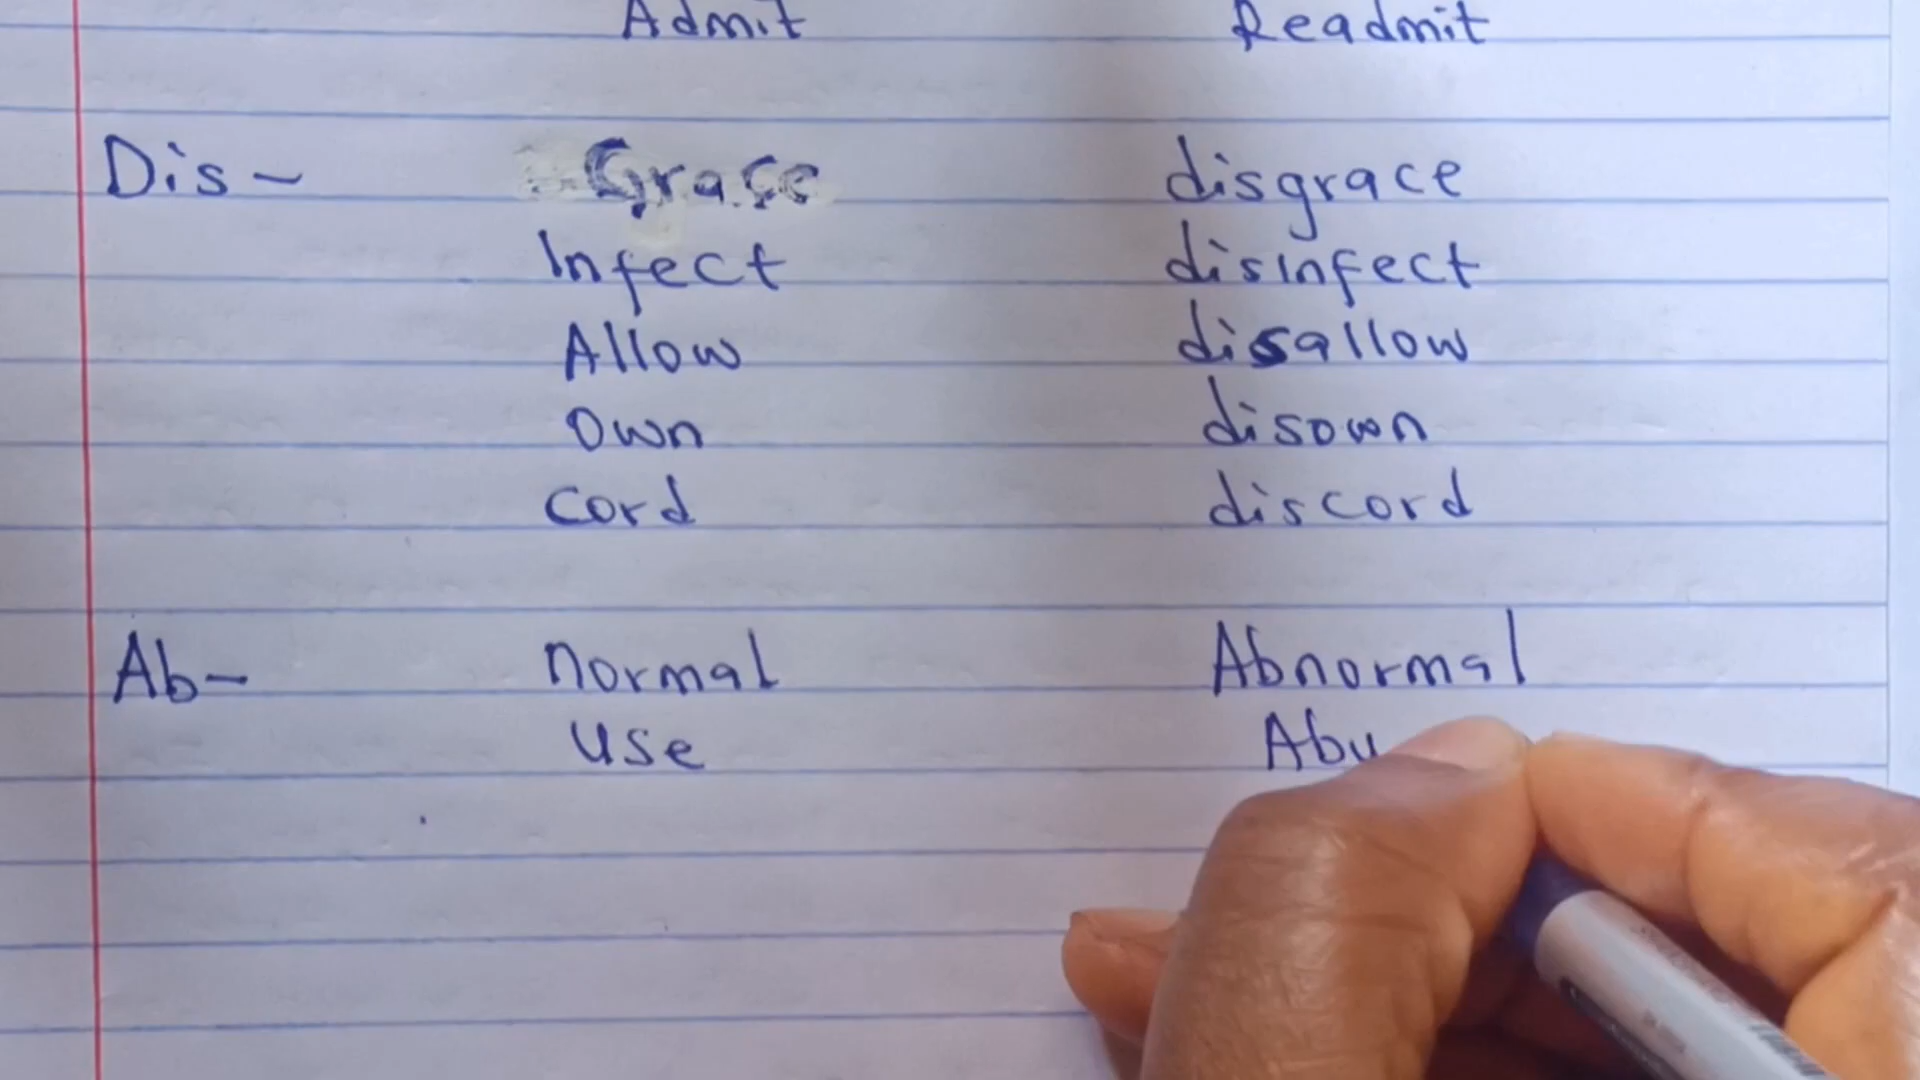 Admit Readmit
Dis- Grace disgrace
Infect disinfect
Allow disallow
Own disown
Cord discord
Ab- normal Abnormal
Use Abu